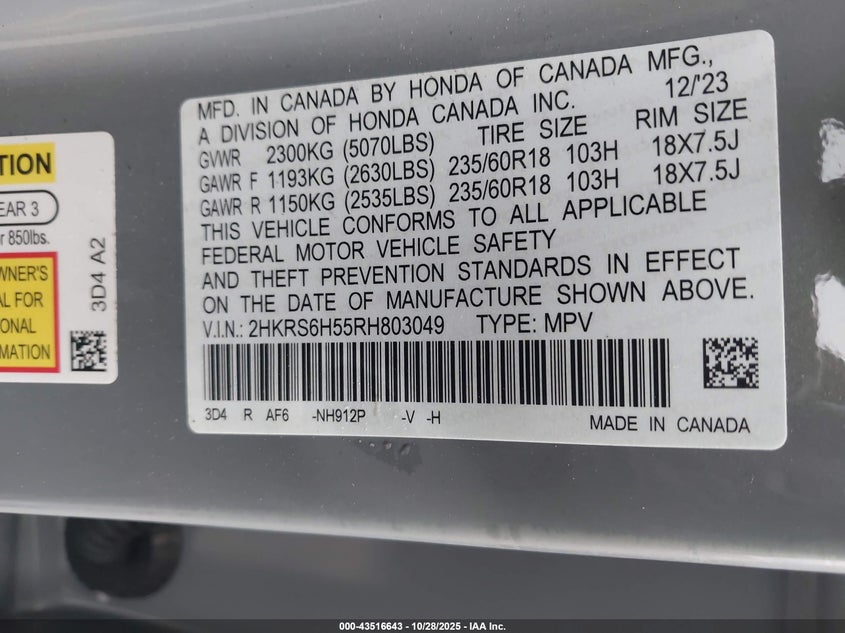 TION
EAR 3
r 850lbs.
WNER'S
AL FOR
ONAL
MATION
3D4 A2
MFD. IN CANADA BY HONDA OF CANADA MFG.,
A DIVISION OF HONDA CANADA INC. 12/'23
GVWR 2300KG (5070LBS) TIRE SIZE RIM SIZE
GAWR F 1193KG (2630LBS) 235/60R18 103H 18X7.5J
GAWR R 1150KG (2535LBS) 235/60R18 103H 18X7.5J
THIS VEHICLE CONFORMS TO ALL APPLICABLE
FEDERAL MOTOR VEHICLE SAFETY
AND THEFT PREVENTION STANDARDS IN EFFECT
ON THE DATE OF MANUFACTURE SHOWN ABOVE.
V.I.N.: 2HKRS6H55RH803049 TYPE: MPV
3D4 R AF6 -NH912P -V -H
MADE IN CANADA
000-43516643 / 10/28/2025 - IAA Inc.